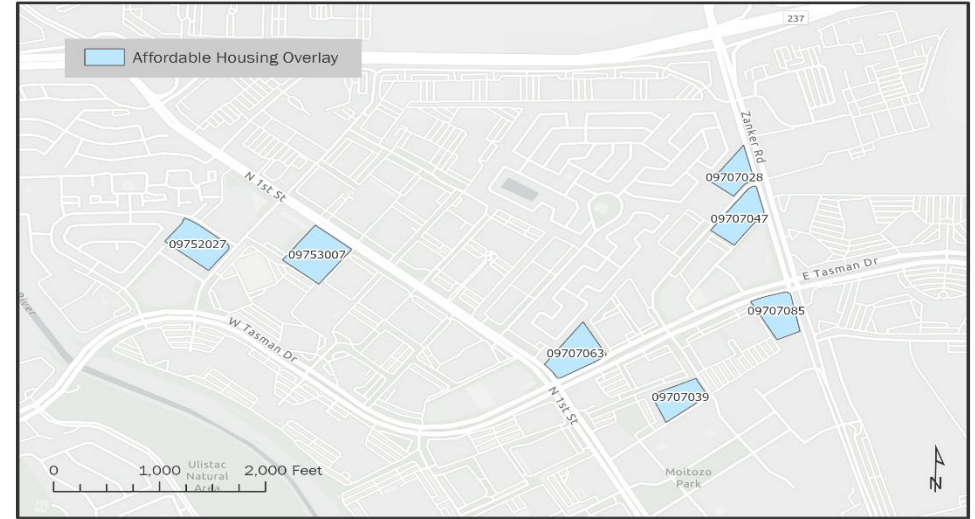 237
Affordable Housing Overlay
Zanker Rd
N 1st St
09707028
09707047
09752027
09753007
E Tasman Dr
09707085
W Tasman Dr
09707063
N 1st St
09707039
River
0 1,000 2,000 Feet
Ulistac
Natural
Area
Moitozo
Park
N